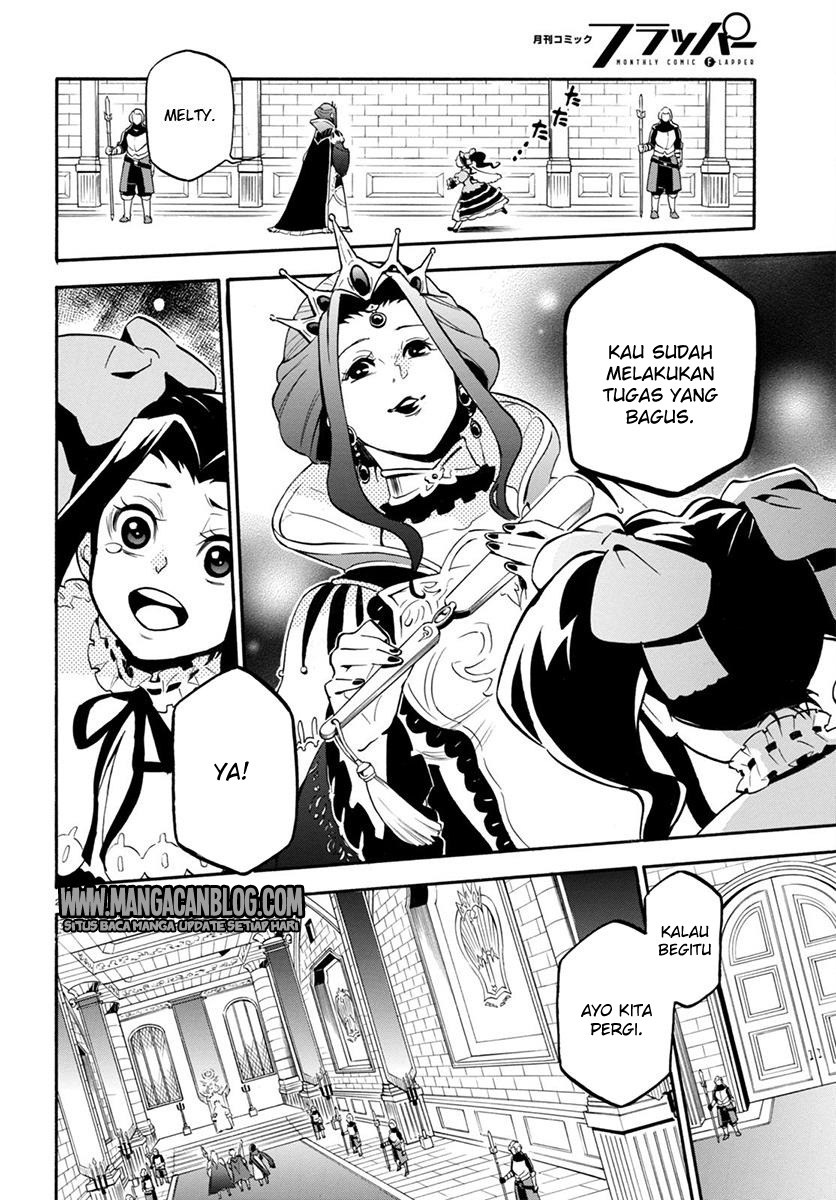 月刊コミック フラッパー
MONTHLY COMIC FLAPPER
MELTY.
たたた
KAU SUDAH
MELAKUKAN
TUGAS YANG
BAGUS.
YA!
KALAU
BEGITU
AYO KITA
PERGI.
WWW.MANGACANBLOG.COM
SITUS BACA MANGA UPDATE SETIAP HARI